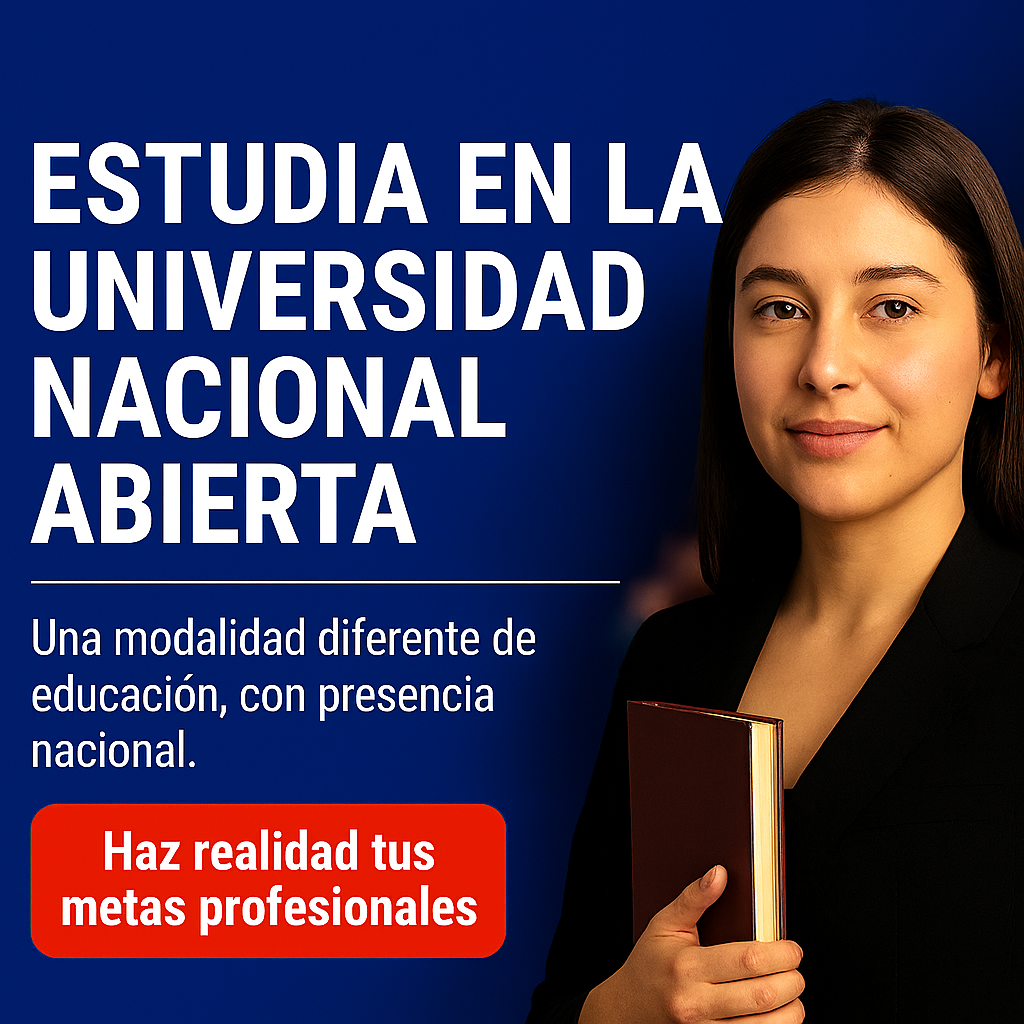 ESTUDIA EN LA
UNIVERSIDAD
NACIONAL
ABIERTA
Una modalidad diferente de
educación, con presencia
nacional.
Haz realidad tus
metas profesionales